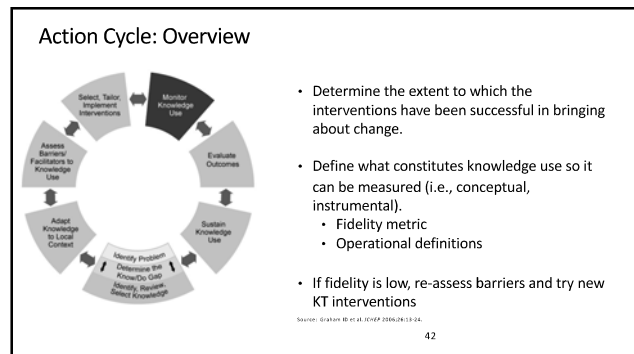 Action Cycle: Overview
Select, Tailor,
Implement
Interventions
Monitor
Knowledge
Use
Assess
Barriers/
Facilitators to
Knowledge
Use
Evaluate
Outcomes
Adapt
Knowledge
to Local
Context
Sustain
Knowledge
Use
Identify Problem
Determine the
Know/Do Gap
Identify, Review,
Select Knowledge
• Determine the extent to which the
interventions have been successful in bringing
about change.
• Define what constitutes knowledge use so it
can be measured (i.e., conceptual,
instrumental).
• Fidelity metric
• Operational definitions
• If fidelity is low, re-assess barriers and try new
KT interventions
Source: Graham ID et al. JCHEP 2006;26:13-24.
42